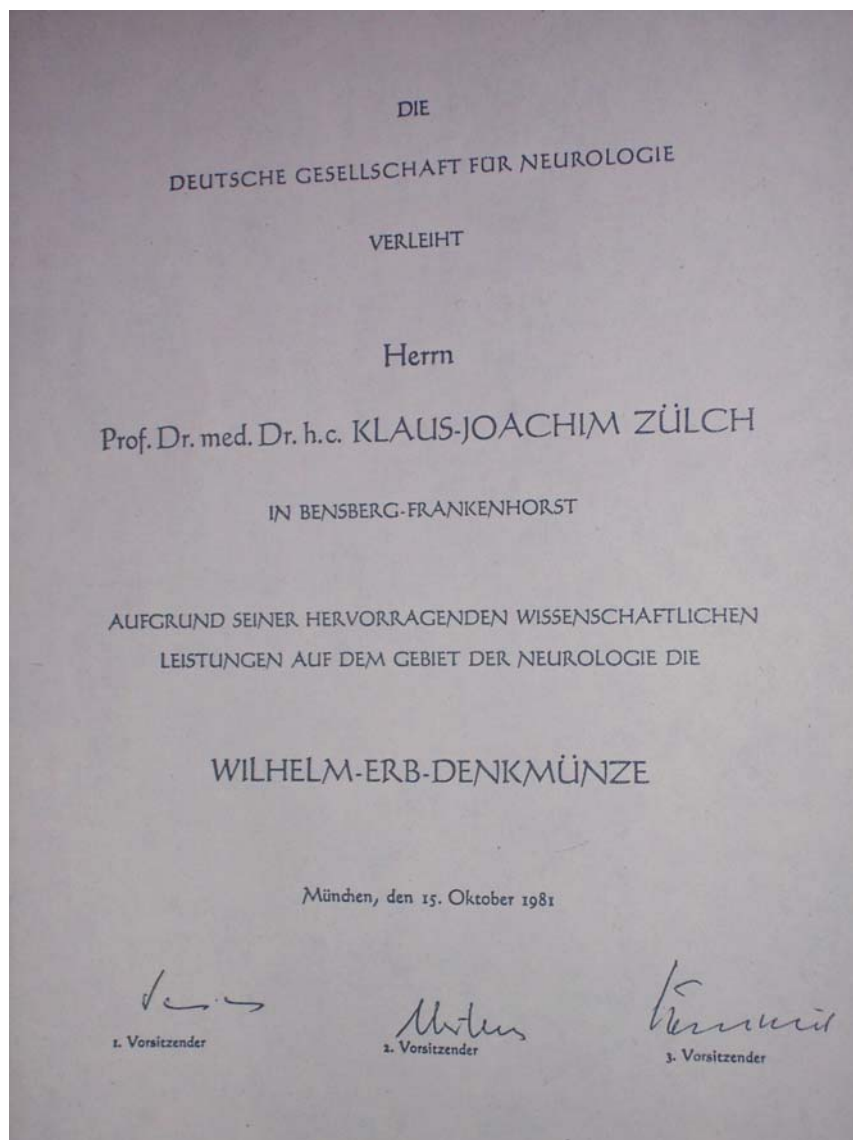 DIE
DEUTSCHE GESELLSCHAFT FÜR NEUROLOGIE
VERLEIHT
Herrn
Prof. Dr. med. Dr. h.c. KLAUS-JOACHIM ZÜLCH
IN BENSBERG-FRANKENHORST
AUFGRUND SEINER HERVORRAGENDEN WISSENSCHAFTLICHEN
LEISTUNGEN AUF DEM GEBIET DER NEUROLOGIE DIE
WILHELM-ERB-DENKMÜNZE
München, den 15. Oktober 1981
1. Vorsitzender
2. Vorsitzender
3. Vorsitzender